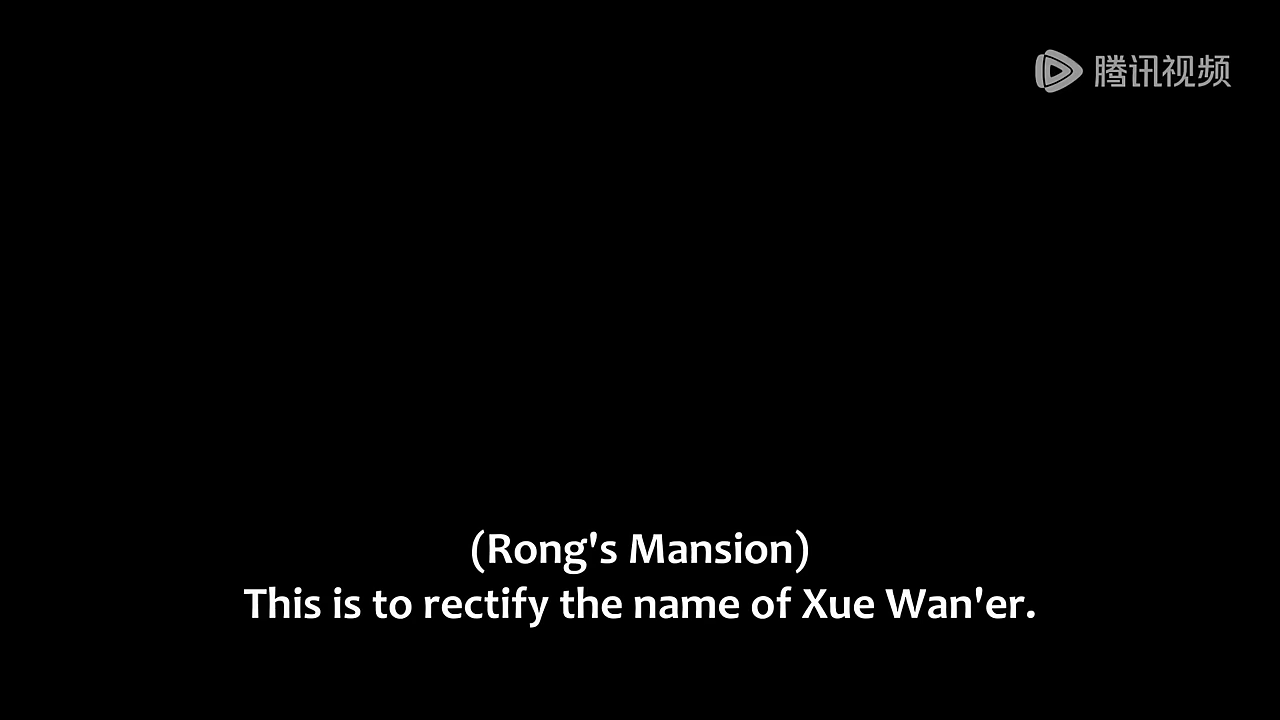 腾讯视频
(Rong's Mansion)
This is to rectify the name of Xue Wan'er.